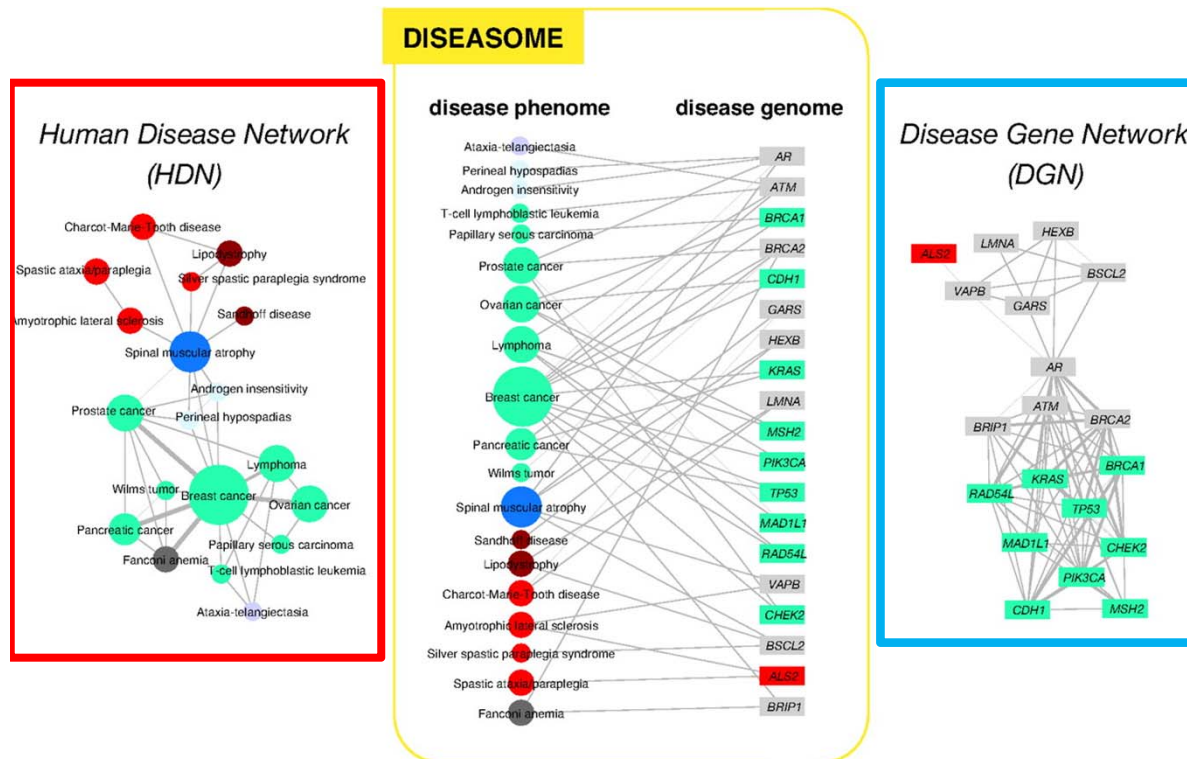 DISEASOME
Human Disease Network
(HDN)
Charcot-Marie-Tooth disease
Lipodystrophy
Spastic ataxia/paraplegia
Silver spastic paraplegia syndrome
Amyotrophic lateral sclerosis
Sandhoff disease
Spinal muscular atrophy
Androgen insensitivity
Prostate cancer
Perineal hypospadias
Lymphoma
Wilms tumor
Breast cancer
Ovarian cancer
Pancreatic cancer
Papillary serous carcinoma
Fanconi anemia
T-cell lymphoblastic leukemia
Ataxia-telangiectasia
disease phenome
Ataxia-telangiectasia
Perineal hypospadias
Androgen insensitivity
T-cell lymphoblastic leukemia
Papillary serous carcinoma
Prostate cancer
Ovarian cancer
Lymphoma
Breast cancer
Pancreatic cancer
Wilms tumor
Spinal muscular atrophy
Sandhoff disease
Lipodystrophy
Charcot-Marie-Tooth disease
Amyotrophic lateral sclerosis
Silver spastic paraplegia syndrome
Spastic ataxia/paraplegia
Fanconi anemia
disease genome
AR
ATM
BRCA1
BRCA2
CDH1
GARS
HEXB
KRAS
LMNA
MSH2
PIK3CA
TP53
MAD1L1
RAD54L
VAPB
CHEK2
BSCL2
ALS2
BRIP1
Disease Gene Network
(DGN)
HEXB
LMNA
ALS2
BSCL2
VAPB
GARS
AR
ATM
BRCA2
BRIP1
BRCA1
KRAS
RAD54L
TP53
MAD1L1
CHEK2
PIK3CA
CDH1
MSH2